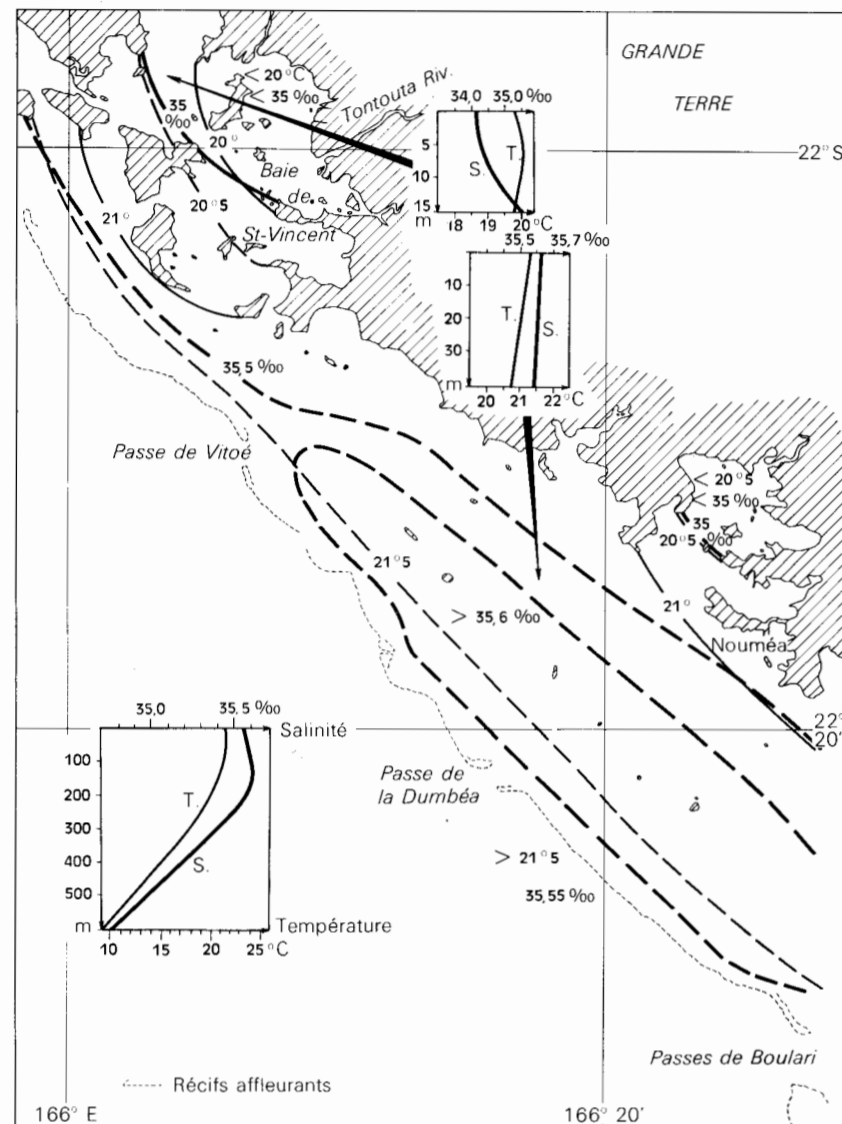 GRANDE
TERRE
< 20°C
< 35 ‰
Tontouta Riv.
35
‰
20°
34,0 35,0 ‰
5
10
15
m
S.
T.
18 19 20 °C
22° S
Baie
de
St-Vincent
21°
20°5
35,5 35,7 ‰
10
20
30
m
T.
S.
20 21 22 °C
35,5 ‰
Passe de Vitoé
< 20°5
< 35 ‰
35
20°5 ‰
21°5
21°
> 35,6 ‰
Nouméa
35,0 35,5 ‰
Salinité
22°
20'
100
200
300
400
500
m
T.
S.
Température
10 15 20 25 °C
Passe de
la Dumbéa
> 21°5
35,55 ‰
Passes de Boulari
Récifs affleurants
166° E
166° 20'